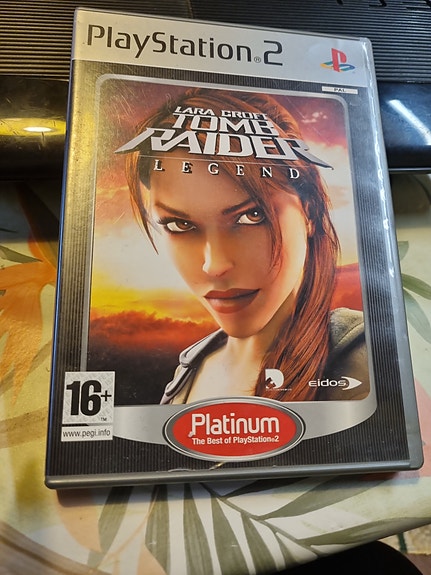 PlayStation®2
PAL
LARA CROFT
TOMB
RAIDER
LEGEND
eidos
16+
TM
www.pegi.info
Platinum
The Best of PlayStation®2